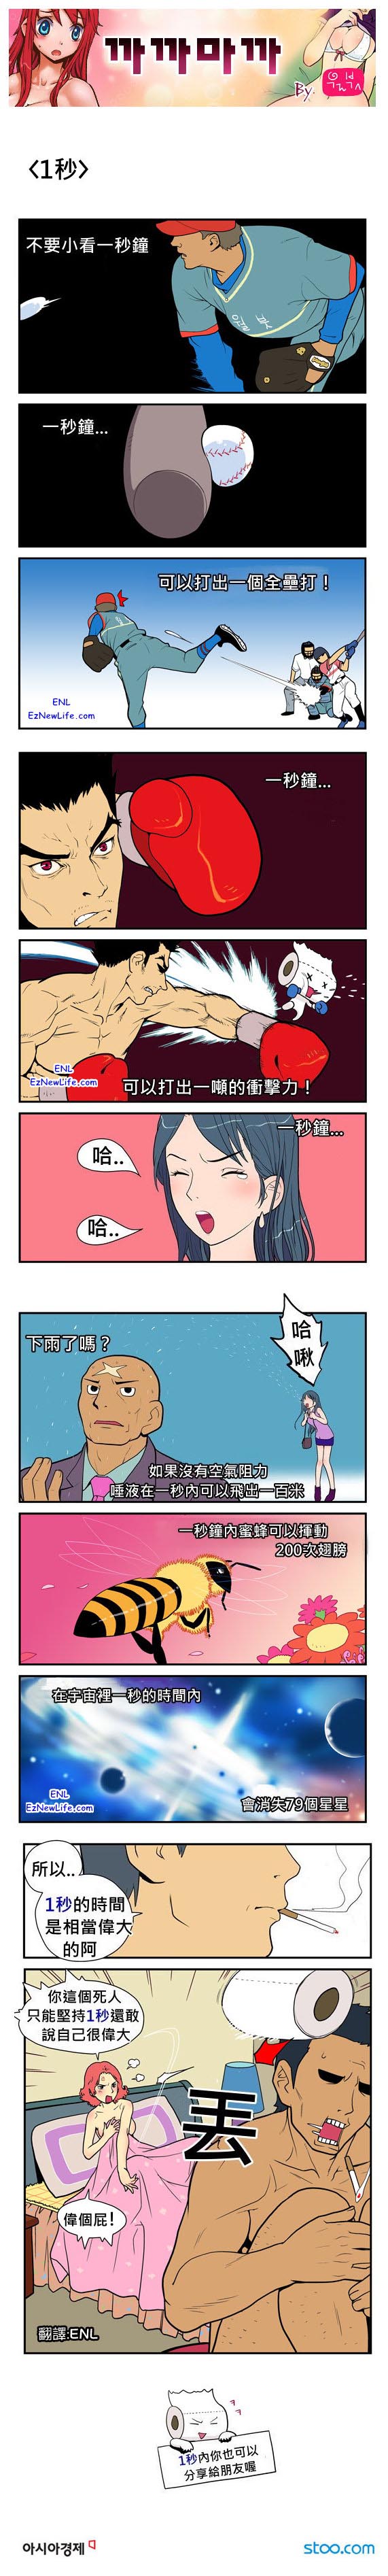 까까마까
By
〈1秒〉
不要小看一秒鐘
一秒鐘...
可以打出一個全壘打！
ENL
EzNewLife.com
一秒鐘...
ENL
EzNewLife.com
可以打出一噸的衝擊力！
一秒鐘...
哈..
哈..
下雨了嗎？
哈
啾
如果沒有空氣阻力
唾液在一秒內可以飛出一百米
一秒鐘內蜜蜂可以揮動
200次翅膀
在宇宙裡一秒的時間內
ENL
EzNewLife.com
會消失79個星星
所以...
1秒的時間
是相當偉大
的阿
你這個死人
只能堅持1秒還敢
說自己很偉大
丟
偉個屁！
翻譯:ENL
1秒內你也可以
分享給朋友喔
아시아경제
stoo.com